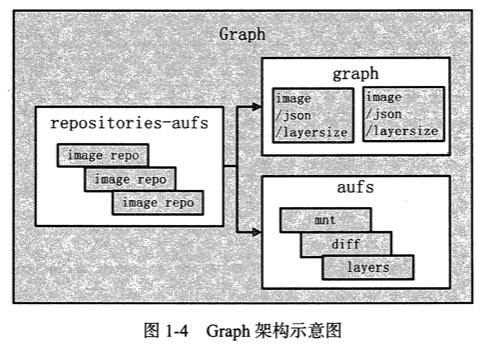 Graph
repositories-aufs
image repo
image repo
image repo
graph
image
/json
/layersize
image
/json
/layersize
aufs
mnt
diff
layers
图 1-4 Graph 架构示意图